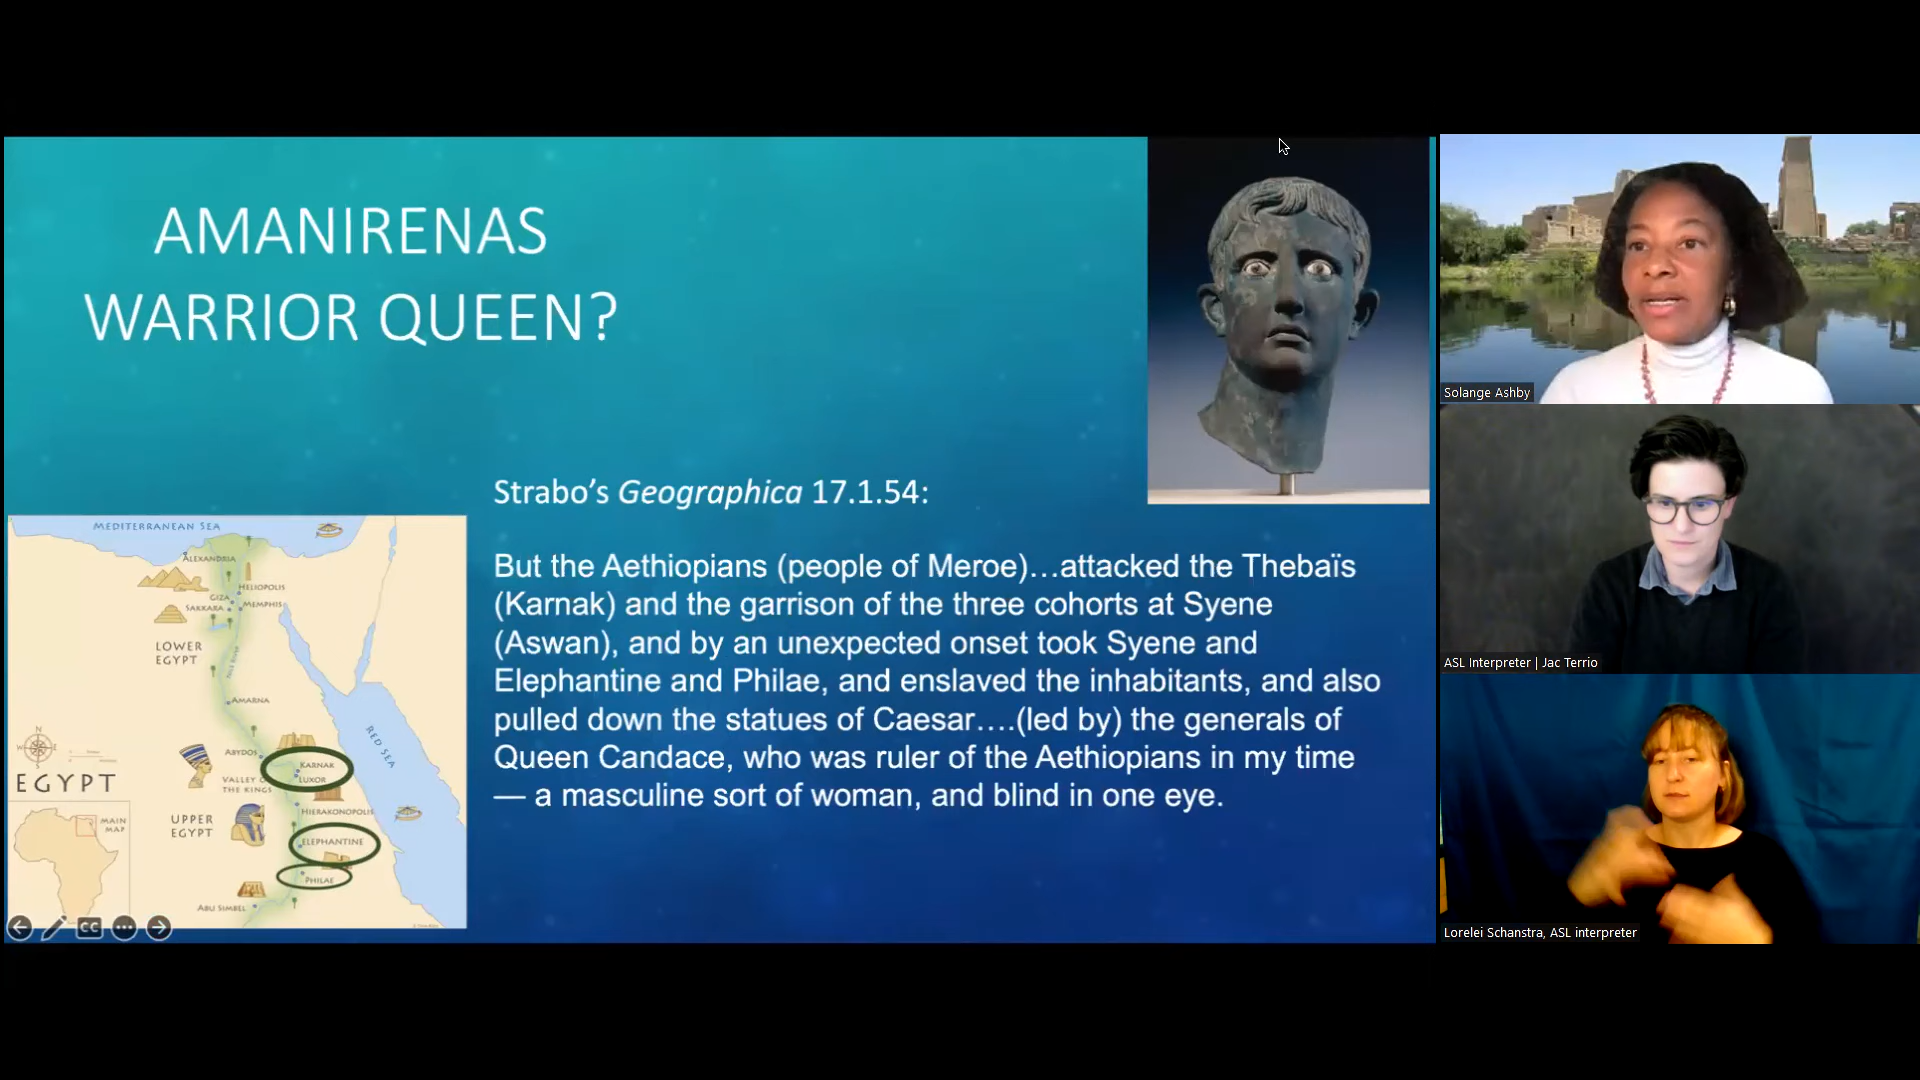 AMANIRENAS
WARRIOR QUEEN?
Strabo’s Geographica 17.1.54:
But the Aethiopians (people of Meroe)…attacked the Thebaïs
(Karnak) and the garrison of the three cohorts at Syene
(Aswan), and by an unexpected onset took Syene and
Elephantine and Philae, and enslaved the inhabitants, and also
pulled down the statues of Caesar….(led by) the generals of
Queen Candace, who was ruler of the Aethiopians in my time
— a masculine sort of woman, and blind in one eye.
MEDITERRANEAN SEA
ALEXANDRIA
HELIOPOLIS
GIZA
SAKKARA
MEMPHIS
LOWER
EGYPT
AMARNA
N
W
E
S
RED SEA
ABYDOS
KARNAK
LUXOR
VALLEY O
THE KINGS
EGYPT
HIERAKONOPOLIS
UPPER
EGYPT
MAIN
MAP
ELEPHANTINE
PHILAE
ABU SIMBEL
CC
Solange Ashby
ASL Interpreter | Jac Terrio
Lorelei Schanstra, ASL interpreter